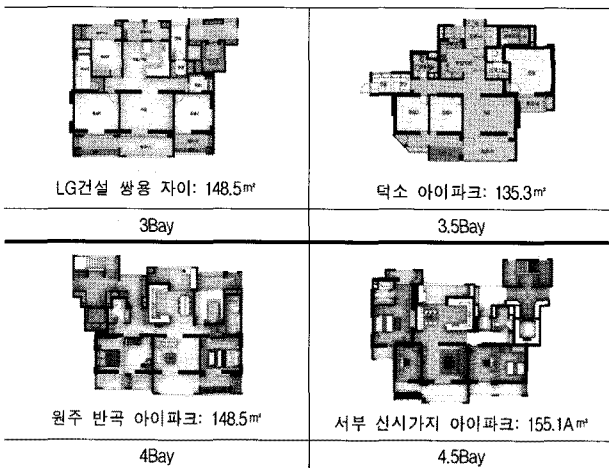 LG건설 쌍용 자이: 148.5㎡
덕소 아이파크: 135.3㎡
3Bay
3.5Bay
원주 반곡 아이파크: 148.5㎡
서부 신시가지 아이파크: 155.1A㎡
4Bay
4.5Bay